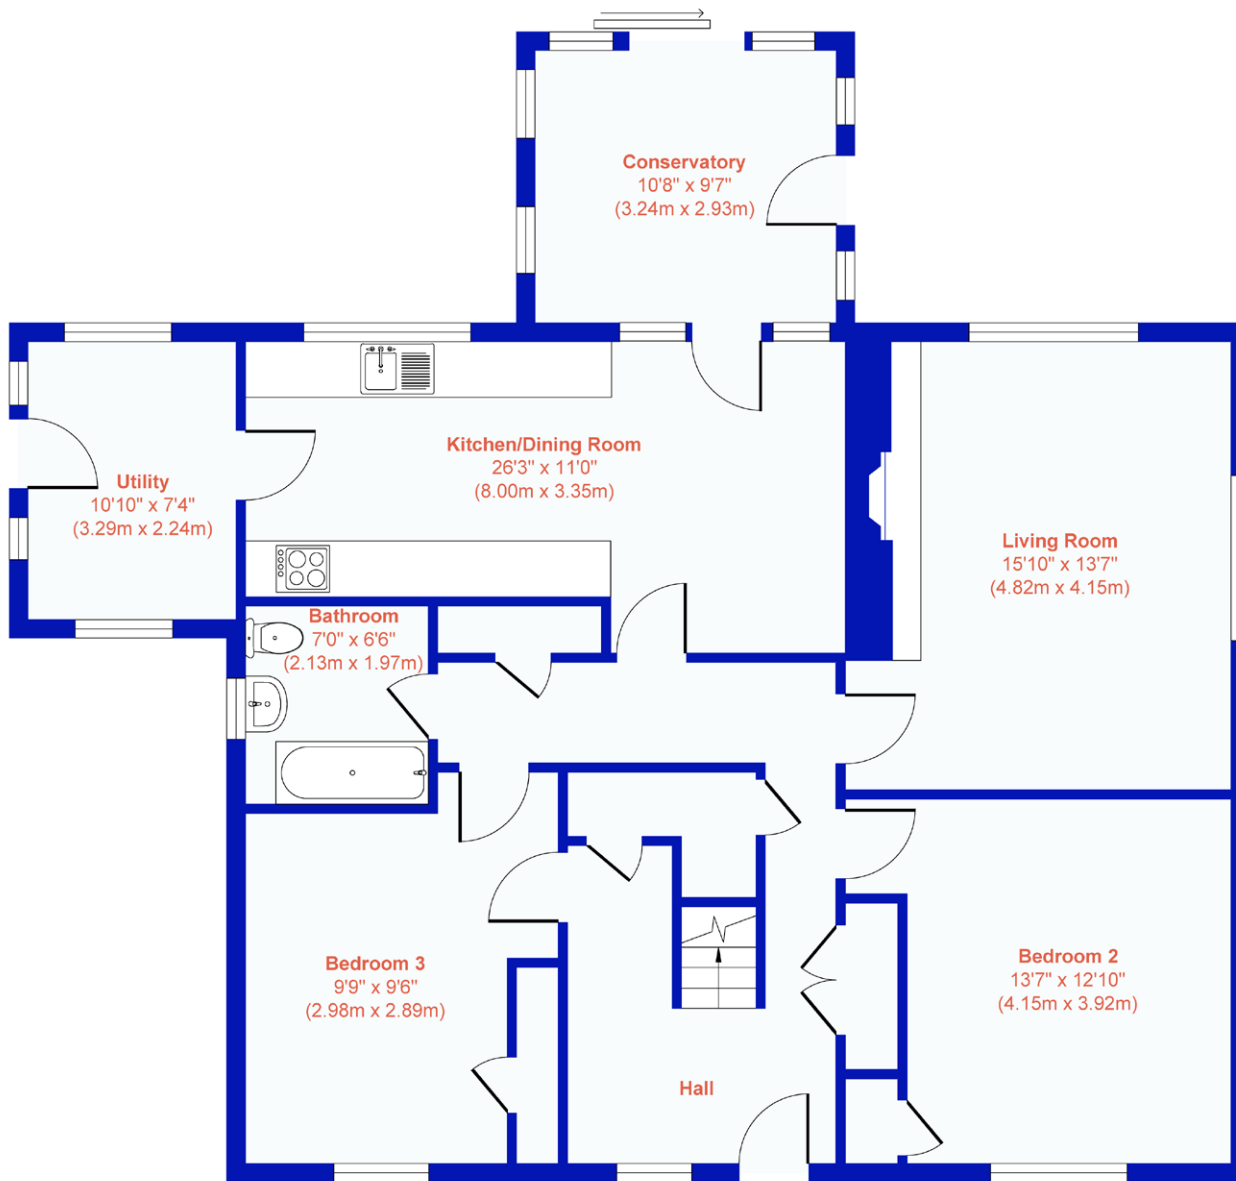 Conservatory
10'8" x 9'7"
(3.24m x 2.93m)
Kitchen/Dining Room
26'3" x 11'0"
(8.00m x 3.35m)
Utility
10'10" x 7'4"
(3.29m x 2.24m)
Living Room
15'10" x 13'7"
(4.82m x 4.15m)
Bathroom
7'0" x 6'6"
(2.13m x 1.97m)
Bedroom 3
9'9" x 9'6"
(2.98m x 2.89m)
Bedroom 2
13'7" x 12'10"
(4.15m x 3.92m)
Hall